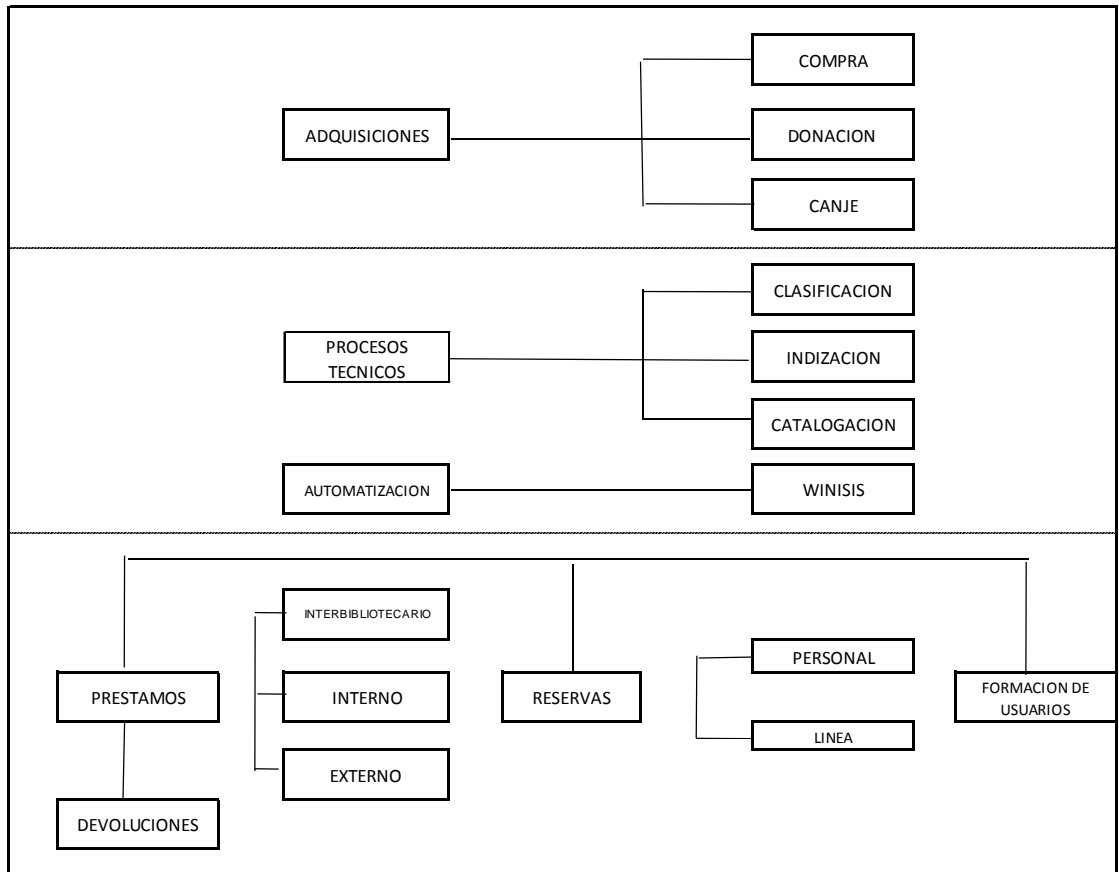 COMPRA
ADQUISICIONES
DONACION
CANJE
CLASIFICACION
PROCESOS
TECNICOS
INDIZACION
CATALOGACION
AUTOMATIZACION
WINISIS
INTERBIBLIOTECARIO
PERSONAL
PRESTAMOS
INTERNO
RESERVAS
FORMACION DE
USUARIOS
LINEA
EXTERNO
DEVOLUCIONES